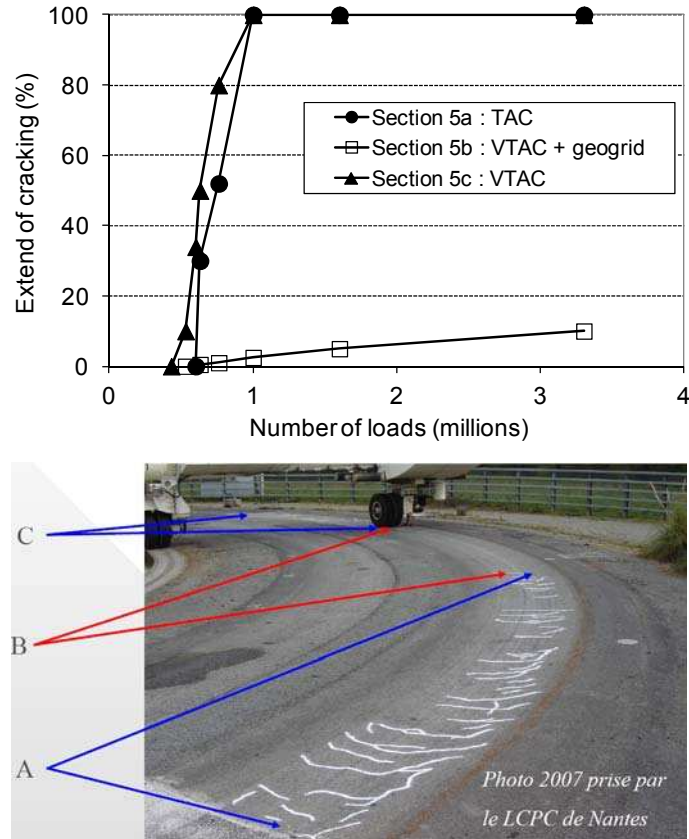 100
80
60
40
20
0
Extend of cracking (%)
Section 5a : TAC
Section 5b : VTAC + geogrid
Section 5c : VTAC
0 1 2 3 4
Number of loads (millions)
C
B
A
Photo 2007 prise par
le LCPC de Nantes